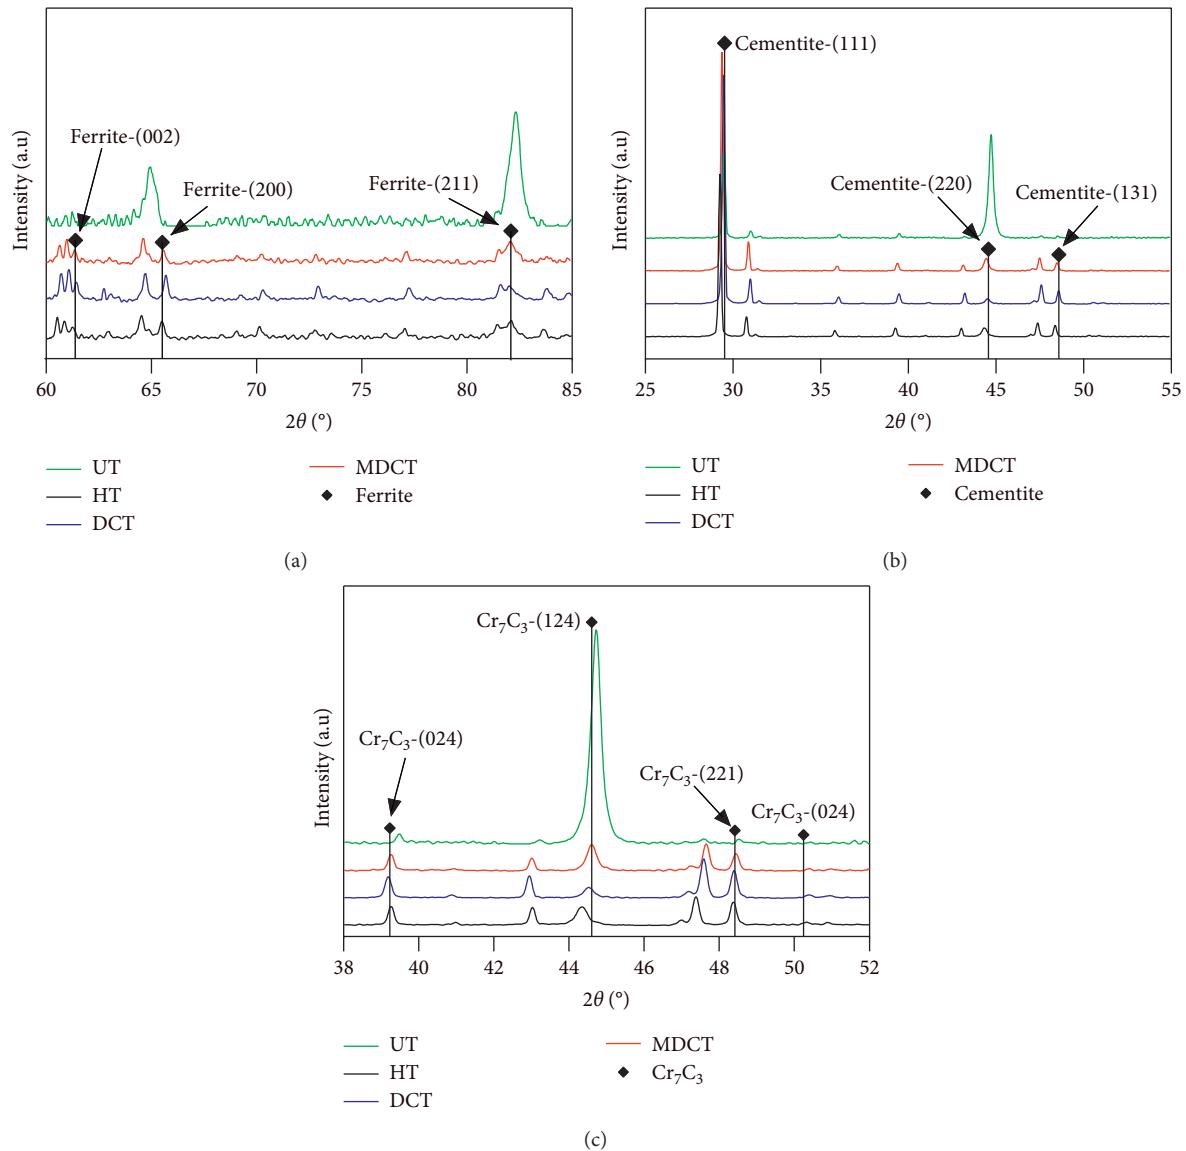 Intensity (a.u)
Ferrite-(002)
Ferrite-(200)
Ferrite-(211)
60 65 70 75 80 85
2θ (°)
UT
HT
DCT
MDCT
Ferrite
(a)
Intensity (a.u)
Cementite-(111)
Cementite-(220)
Cementite-(131)
25 30 35 40 45 50 55
2θ (°)
UT
HT
DCT
MDCT
Cementite
(b)
Intensity (a.u)
Cr₇C₃-(124)
Cr₇C₃-(024)
Cr₇C₃-(221)
Cr₇C₃-(024)
38 40 42 44 46 48 50 52
2θ (°)
UT
HT
DCT
MDCT
Cr₇C₃
(c)